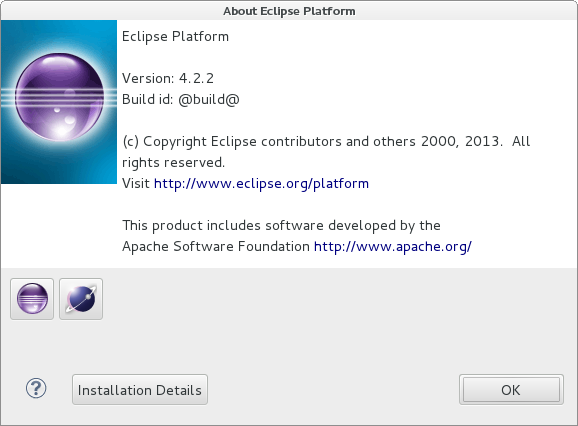 About Eclipse Platform
Eclipse Platform
Version: 4.2.2
Build id: @build@
(c) Copyright Eclipse contributors and others 2000, 2013.  All
rights reserved.
Visit http://www.eclipse.org/platform
This product includes software developed by the
Apache Software Foundation http://www.apache.org/
?
Installation Details
OK